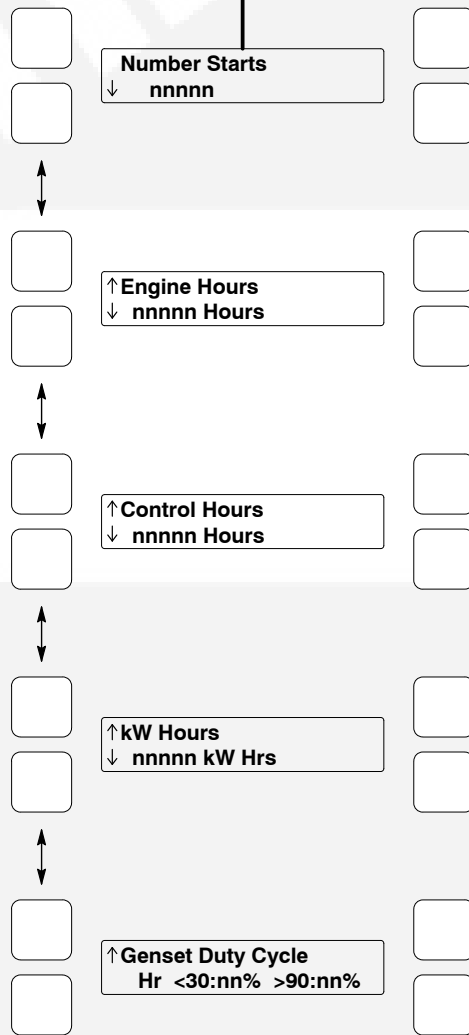 Number Starts
↓ nnnnn
↑Engine Hours
↓ nnnnn Hours
↑Control Hours
↓ nnnnn Hours
↑kW Hours
↓ nnnnn kW Hrs
↑Genset Duty Cycle
Hr <30:nn% >90:nn%